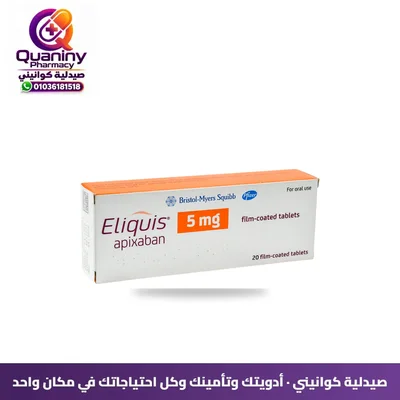 Quaniny
Pharmacy
صيدلية كوانيني
01036181518
Bristol-Myers Squibb
Pfizer
For oral use
Eliquis®
5 mg
film-coated tablets
apixaban
20 film-coated tablets
صيدلية كوانيني · أدويتك وتأمينك وكل احتياجاتك في مكان واحد